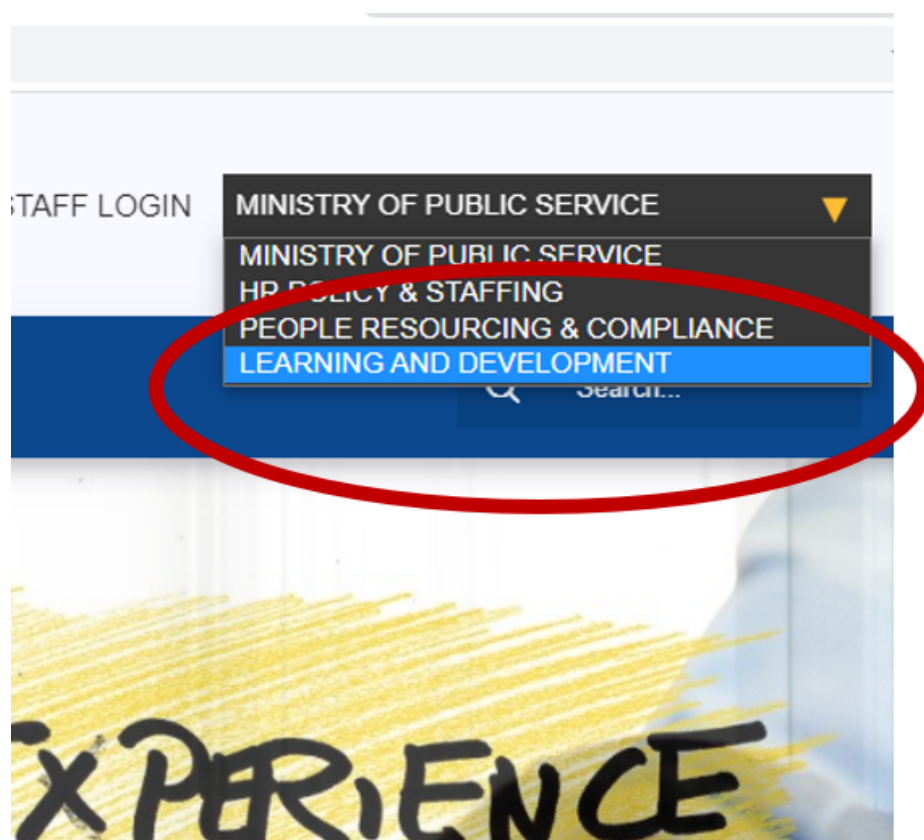 STAFF LOGIN MINISTRY OF PUBLIC SERVICE
MINISTRY OF PUBLIC SERVICE
HR POLICY & STAFFING
PEOPLE RESOURCING & COMPLIANCE
LEARNING AND DEVELOPMENT
Search...
EXPERIENCE